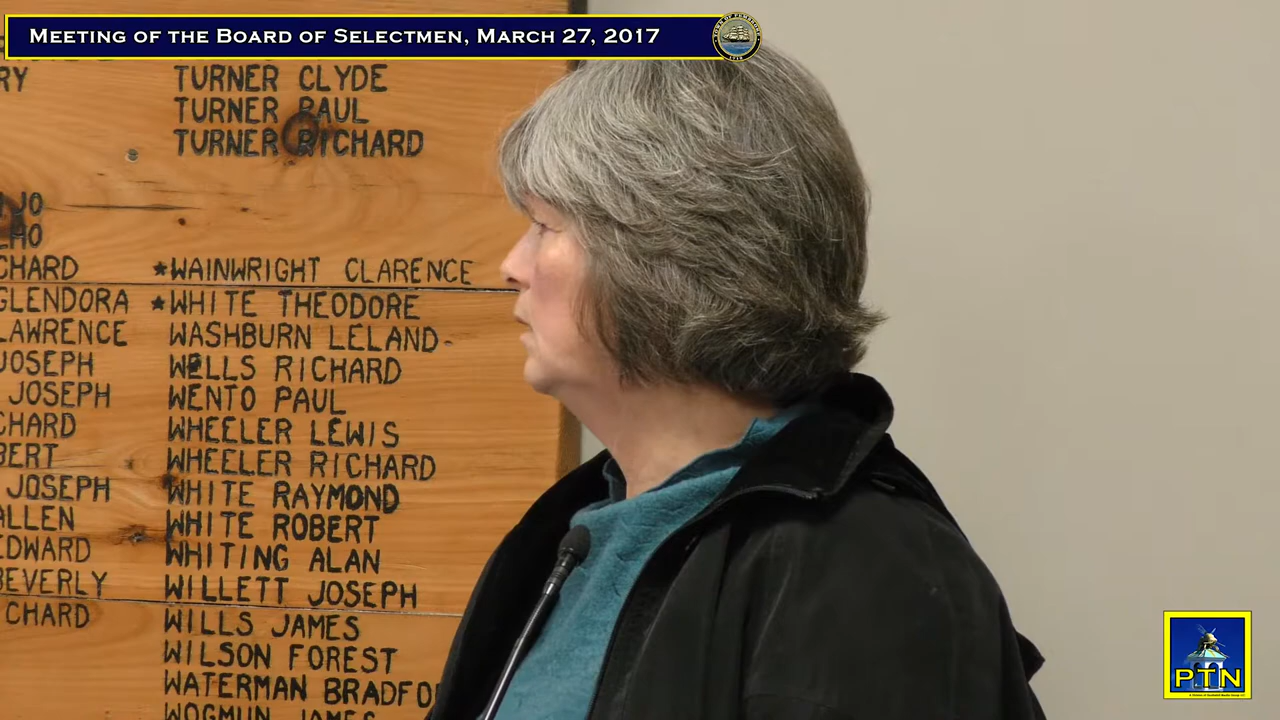 MEETING OF THE BOARD OF SELECTMEN, MARCH 27, 2017
RY TURNER CLYDE
TURNER PAUL
TURNER RICHARD
JO
CHARD ★WAINWRIGHT CLARENCE
GLENDORA ★WHITE THEODORE
LAWRENCE WASHBURN LELAND
JOSEPH WELLS RICHARD
JOSEPH WENTO PAUL
CHARD WHEELER LEWIS
BERT WHEELER RICHARD
JOSEPH WHITE RAYMOND
ALLEN WHITE ROBERT
EDWARD WHITING ALAN
BEVERLY WILLETT JOSEPH
CHARD WILLS JAMES
WILSON FOREST
WATERMAN BRADFO
WOGMUN JAMES
PTN